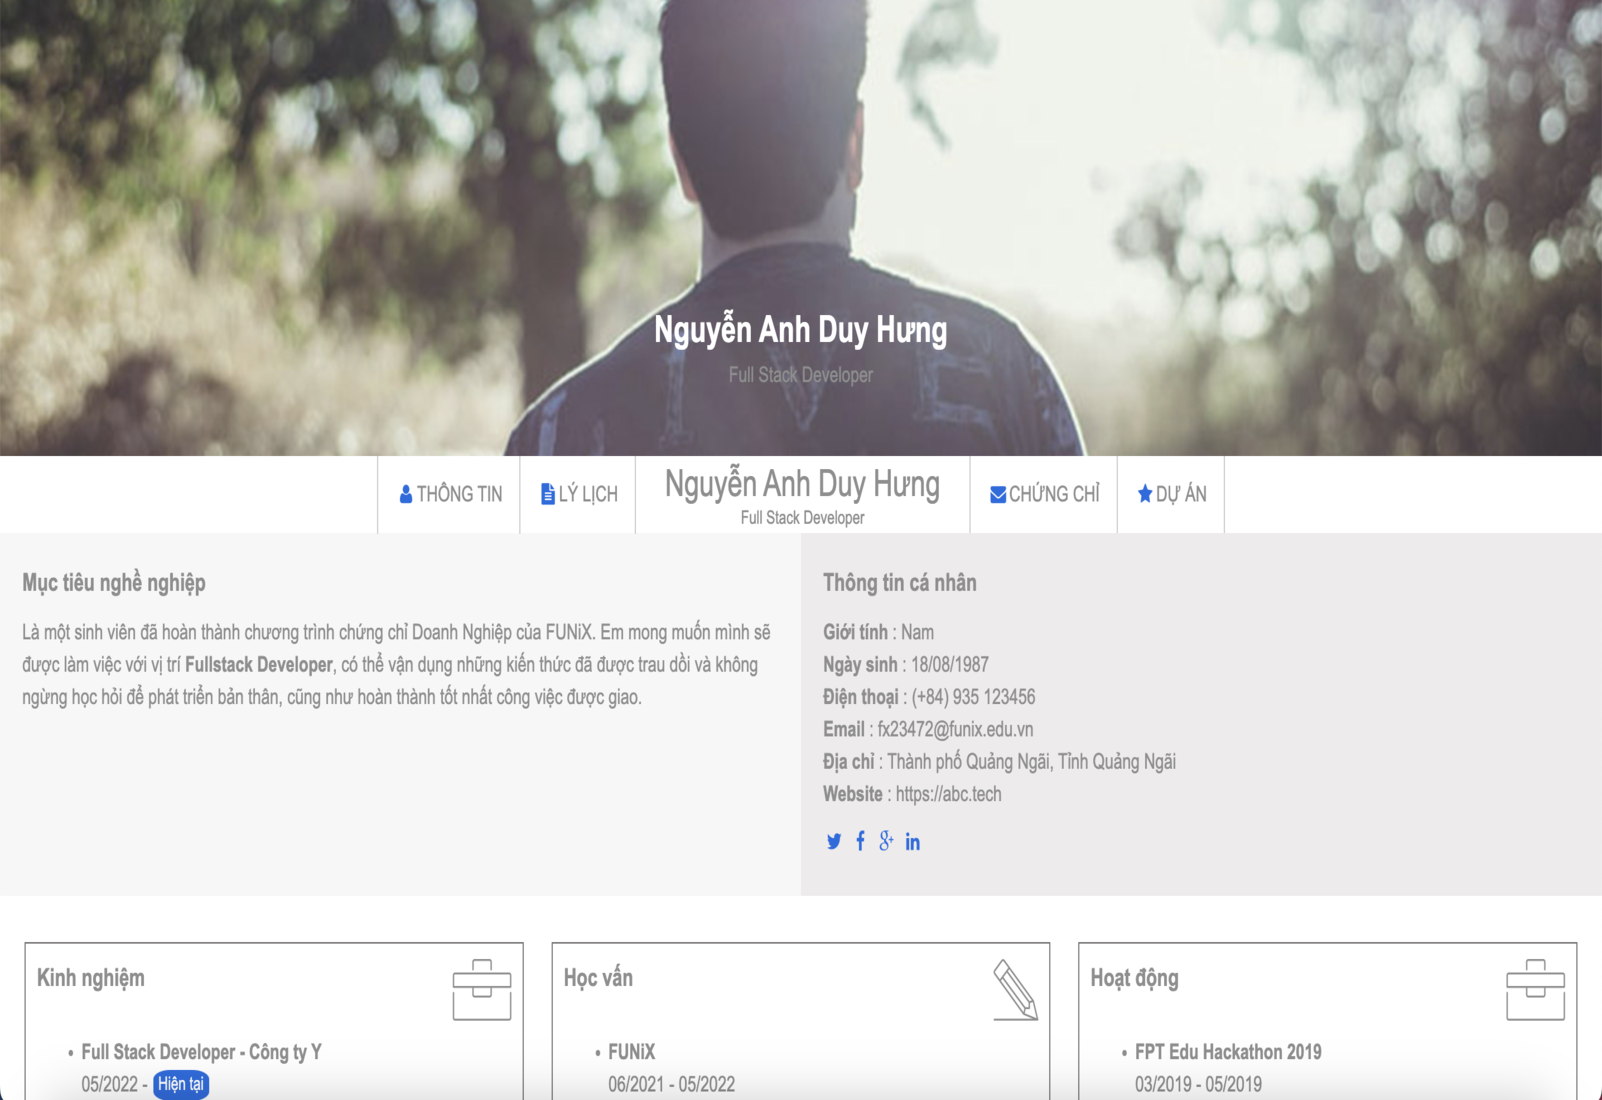 Nguyễn Anh Duy Hưng
Full Stack Developer
THÔNG TIN
LÝ LỊCH
Nguyễn Anh Duy Hưng
Full Stack Developer
CHỨNG CHỈ
DỰ ÁN
Mục tiêu nghề nghiệp
Là một sinh viên đã hoàn thành chương trình chứng chỉ Doanh Nghiệp của FUNiX. Em mong muốn mình sẽ
được làm việc với vị trí Fullstack Developer, có thể vận dụng những kiến thức đã được trau dồi và không
ngừng học hỏi để phát triển bản thân, cũng như hoàn thành tốt nhất công việc được giao.
Thông tin cá nhân
Giới tính : Nam
Ngày sinh : 18/08/1987
Điện thoại : (+84) 935 123456
Email : fx23472@funix.edu.vn
Địa chỉ : Thành phố Quảng Ngãi, Tỉnh Quảng Ngãi
Website : https://abc.tech
Kinh nghiệm
• Full Stack Developer - Công ty Y
05/2022 - Hiện tại
Học vấn
• FUNiX
06/2021 - 05/2022
Hoạt động
• FPT Edu Hackathon 2019
03/2019 - 05/2019